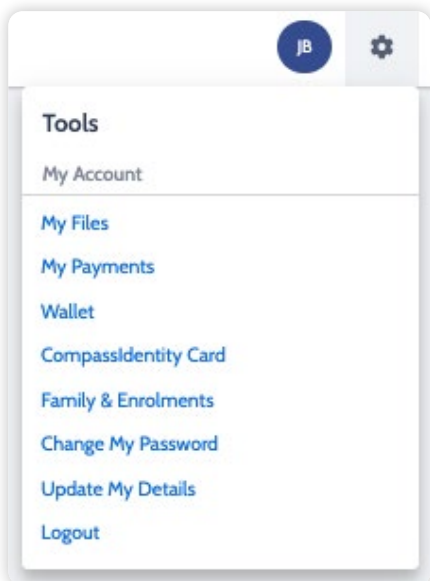 JB
Tools
My Account
My Files
My Payments
Wallet
CompassIdentity Card
Family & Enrolments
Change My Password
Update My Details
Logout